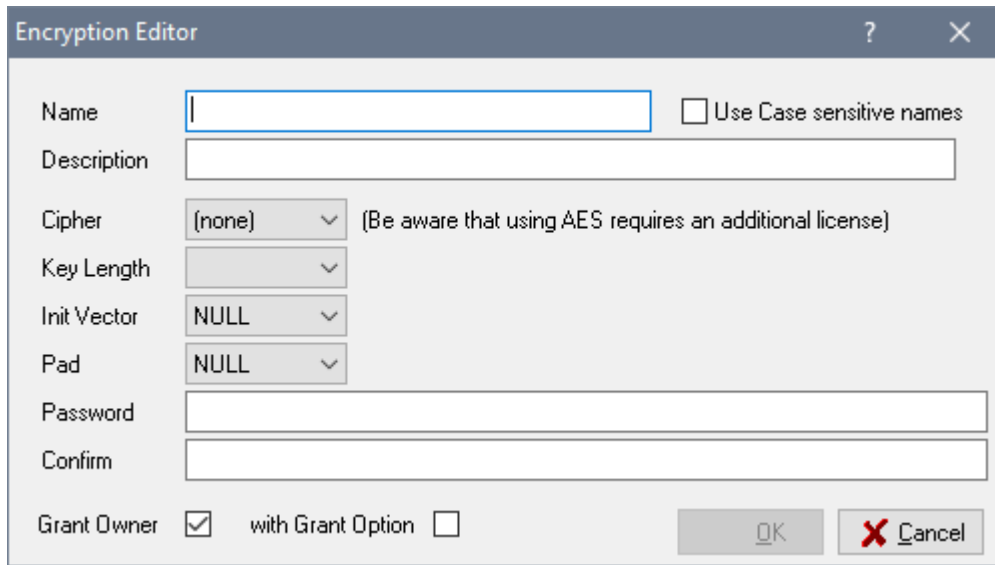 Encryption Editor ?
Name Use Case sensitive names
Description
Cipher (none) (Be aware that using AES requires an additional license)
Key Length
Init Vector NULL
Pad NULL
Password
Confirm
Grant Owner with Grant Option OK Cancel